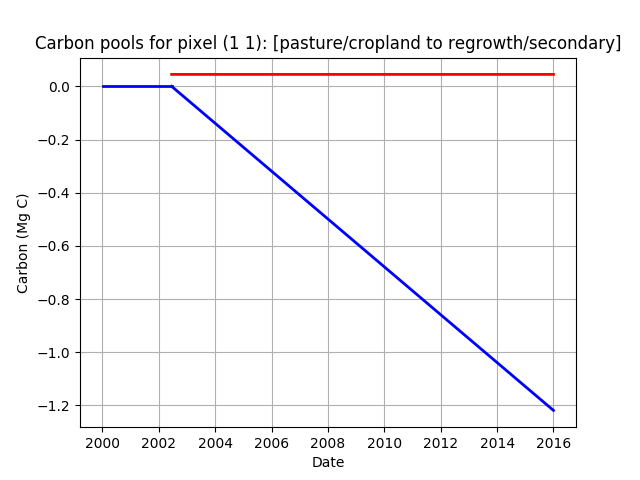 Carbon pools for pixel (1 1): [pasture/cropland to regrowth/secondary]
Carbon (Mg C)
0.0
−0.2
−0.4
−0.6
−0.8
−1.0
−1.2
2000 2002 2004 2006 2008 2010 2012 2014 2016
Date